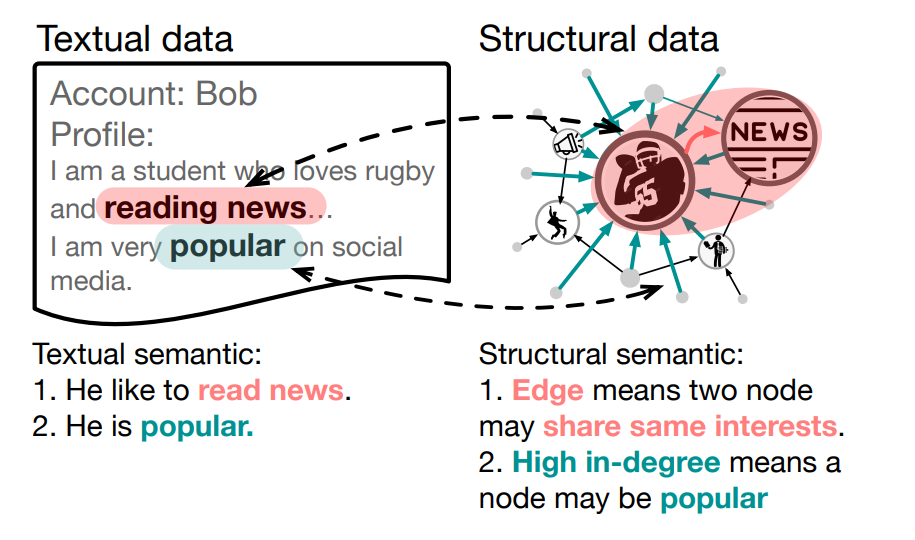 Textual data
Account: Bob
Profile:
I am a student who loves rugby
and reading news...
I am very popular on social
media.
Textual semantic:
1. He like to read news.
2. He is popular.
Structural data
NEWS
65
Structural semantic:
1. Edge means two node
may share same interests.
2. High in-degree means a
node may be popular